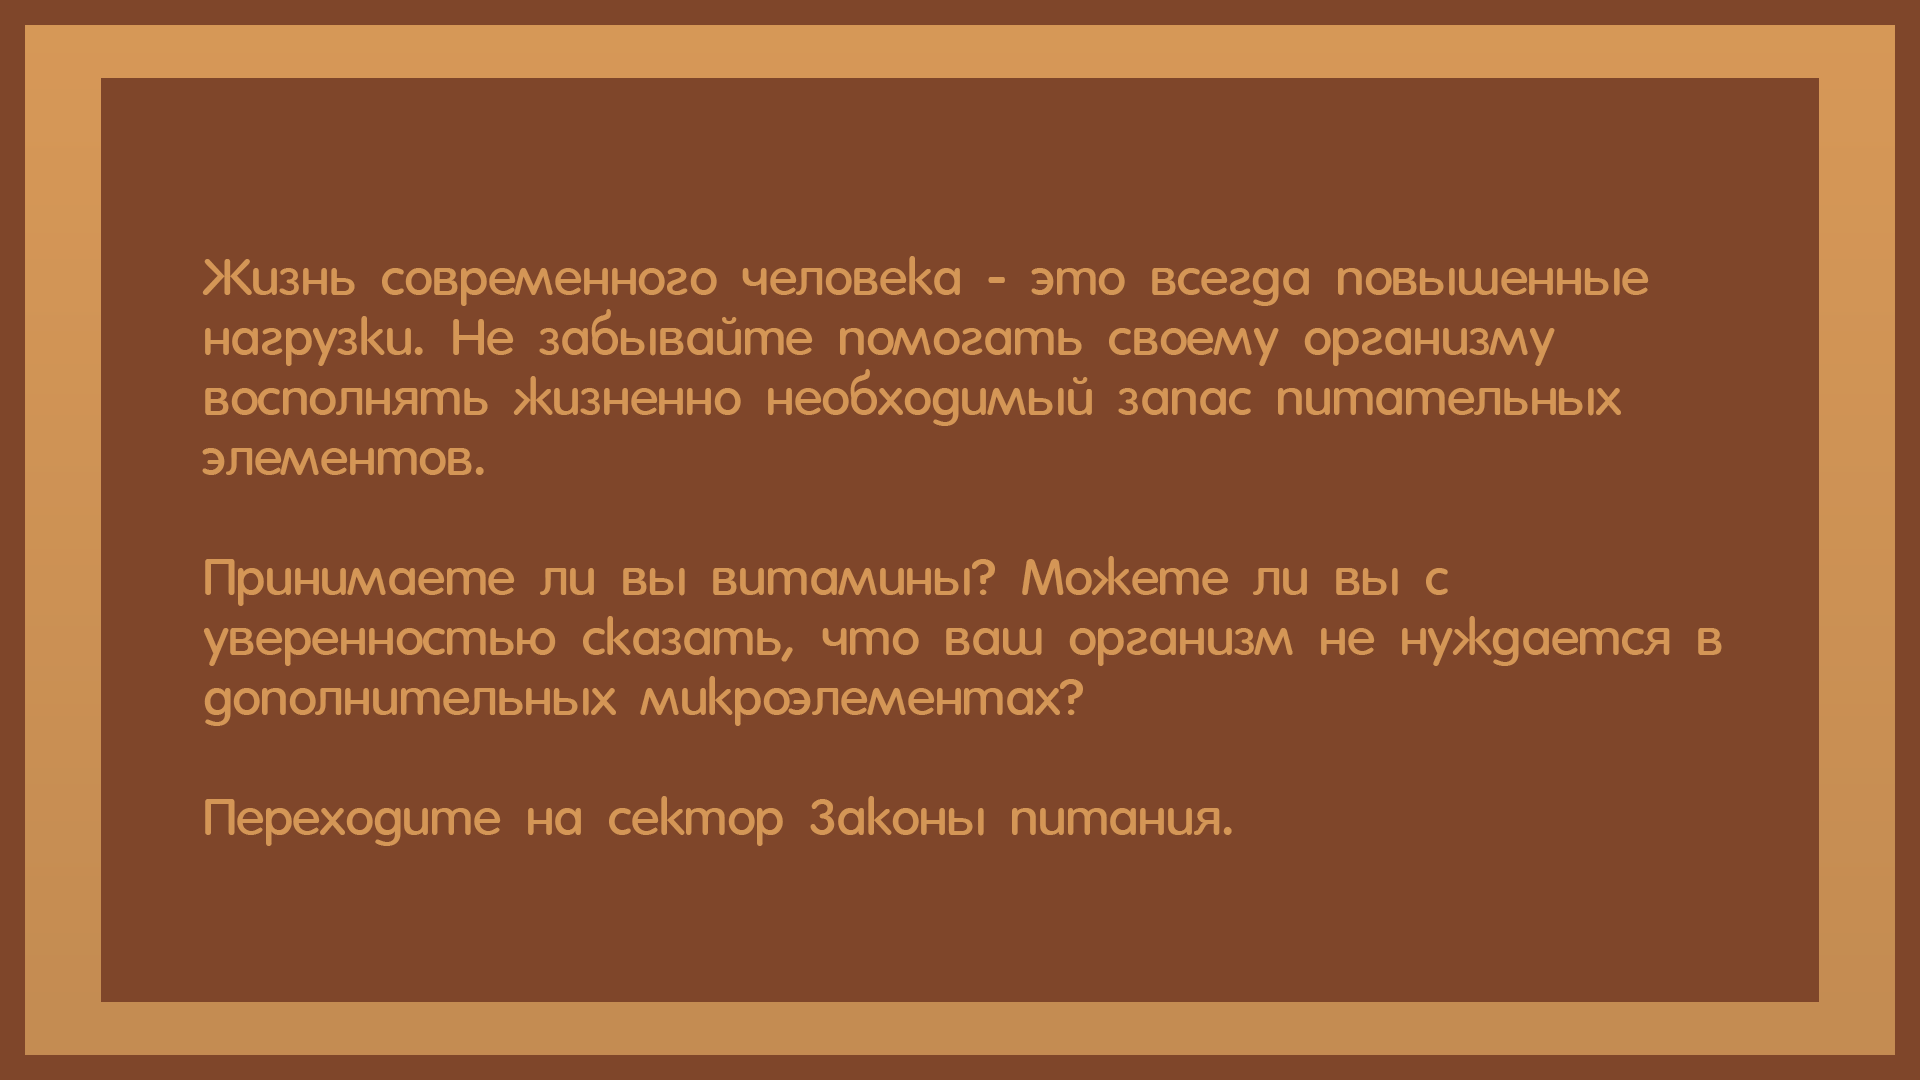 Жизнь современного человека - это всегда повышенные
нагрузки. Не забывайте помогать своему организму
восполнять жизненно необходимый запас питательных
элементов.
Принимаете ли вы витамины? Можете ли вы с
уверенностью сказать, что ваш организм не нуждается в
дополнительных микроэлементах?
Переходите на сектор Законы питания.